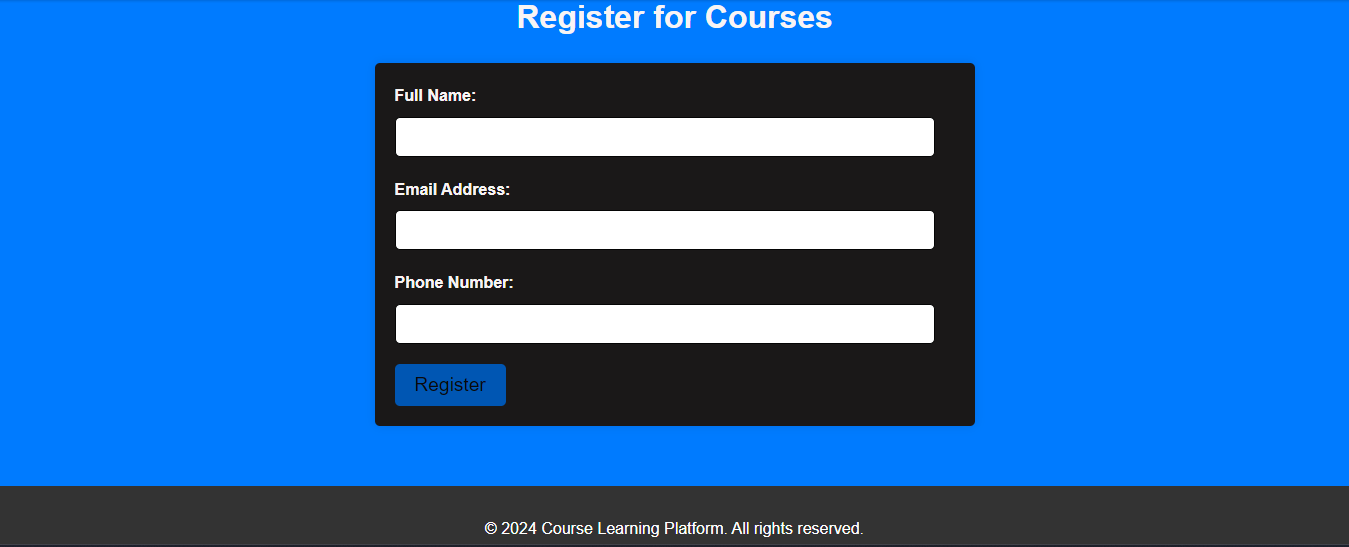 Register for Courses
Full Name:
Email Address:
Phone Number:
Register
© 2024 Course Learning Platform. All rights reserved.